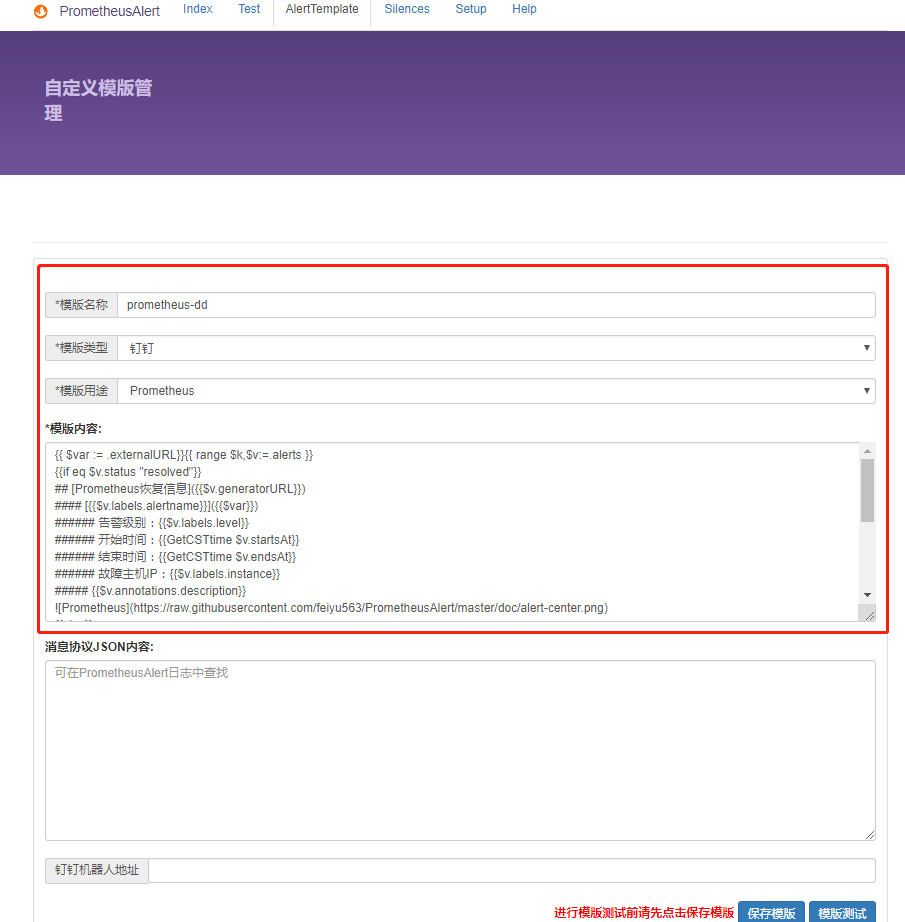 PrometheusAlert Index Test AlertTemplate Silences Setup Help
自定义模版管
理
*模版名称 prometheus-dd
*模版类型 钉钉
*模版用途 Prometheus
*模版内容:
{{ $var := .externalURL}}{{ range $k,$v:=.alerts }}
{{if eq $v.status "resolved"}}
## [Prometheus恢复信息]({{$v.generatorURL}})
#### [{{$v.labels.alertname}}]({{$var}})
###### 告警级别：{{$v.labels.level}}
###### 开始时间：{{GetCSTtime $v.startsAt}}
###### 结束时间：{{GetCSTtime $v.endsAt}}
###### 故障主机IP：{{$v.labels.instance}}
##### {{$v.annotations.description}}
![Prometheus](https://raw.githubusercontent.com/feiyu563/PrometheusAlert/master/doc/alert-center.png)
消息协议JSON内容:
可在PrometheusAlert日志中查找
钉钉机器人地址
进行模版测试前请先点击保存模版 保存模版 模版测试